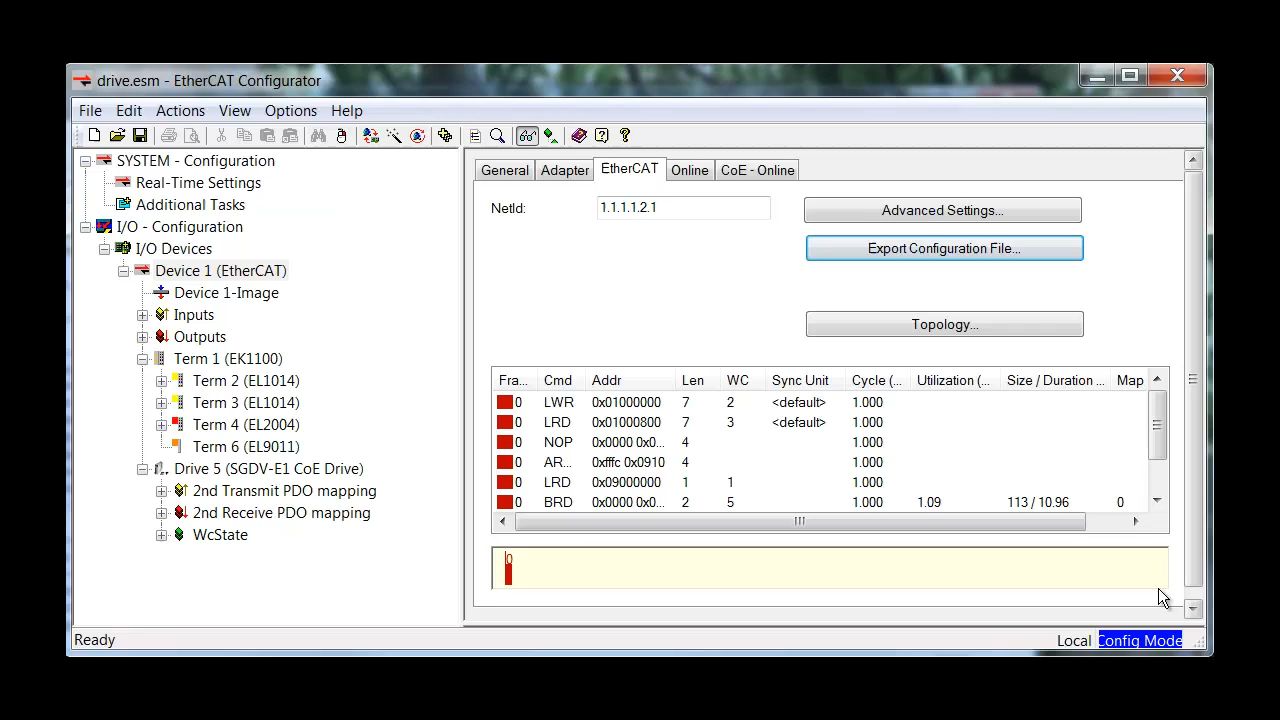 drive.esm - EtherCAT Configurator
File Edit Actions View Options Help
SYSTEM - Configuration
Real-Time Settings
Additional Tasks
I/O - Configuration
I/O Devices
Device 1 (EtherCAT)
Device 1-Image
Inputs
Outputs
Term 1 (EK1100)
Term 2 (EL1014)
Term 3 (EL1014)
Term 4 (EL2004)
Term 6 (EL9011)
Drive 5 (SGDV-E1 CoE Drive)
2nd Transmit PDO mapping
2nd Receive PDO mapping
WcState
General Adapter EtherCAT Online CoE - Online
NetId: 1.1.1.1.2.1 Advanced Settings...
Export Configuration File...
Topology...
Fra... Cmd Addr Len WC Sync Unit Cycle (... Utilization (... Size / Duration ... Map
0 LWR 0x01000000 7 2 <default> 1.000
0 LRD 0x01000800 7 3 <default> 1.000
0 NOP 0x0000 0x0... 4 1.000
0 AR... 0xfffc 0x0910 4 1.000
0 LRD 0x09000000 1 1 1.000
0 BRD 0x0000 0x0... 2 5 1.000 1.09 113 / 10.96 0
0
Ready Local Config Mode